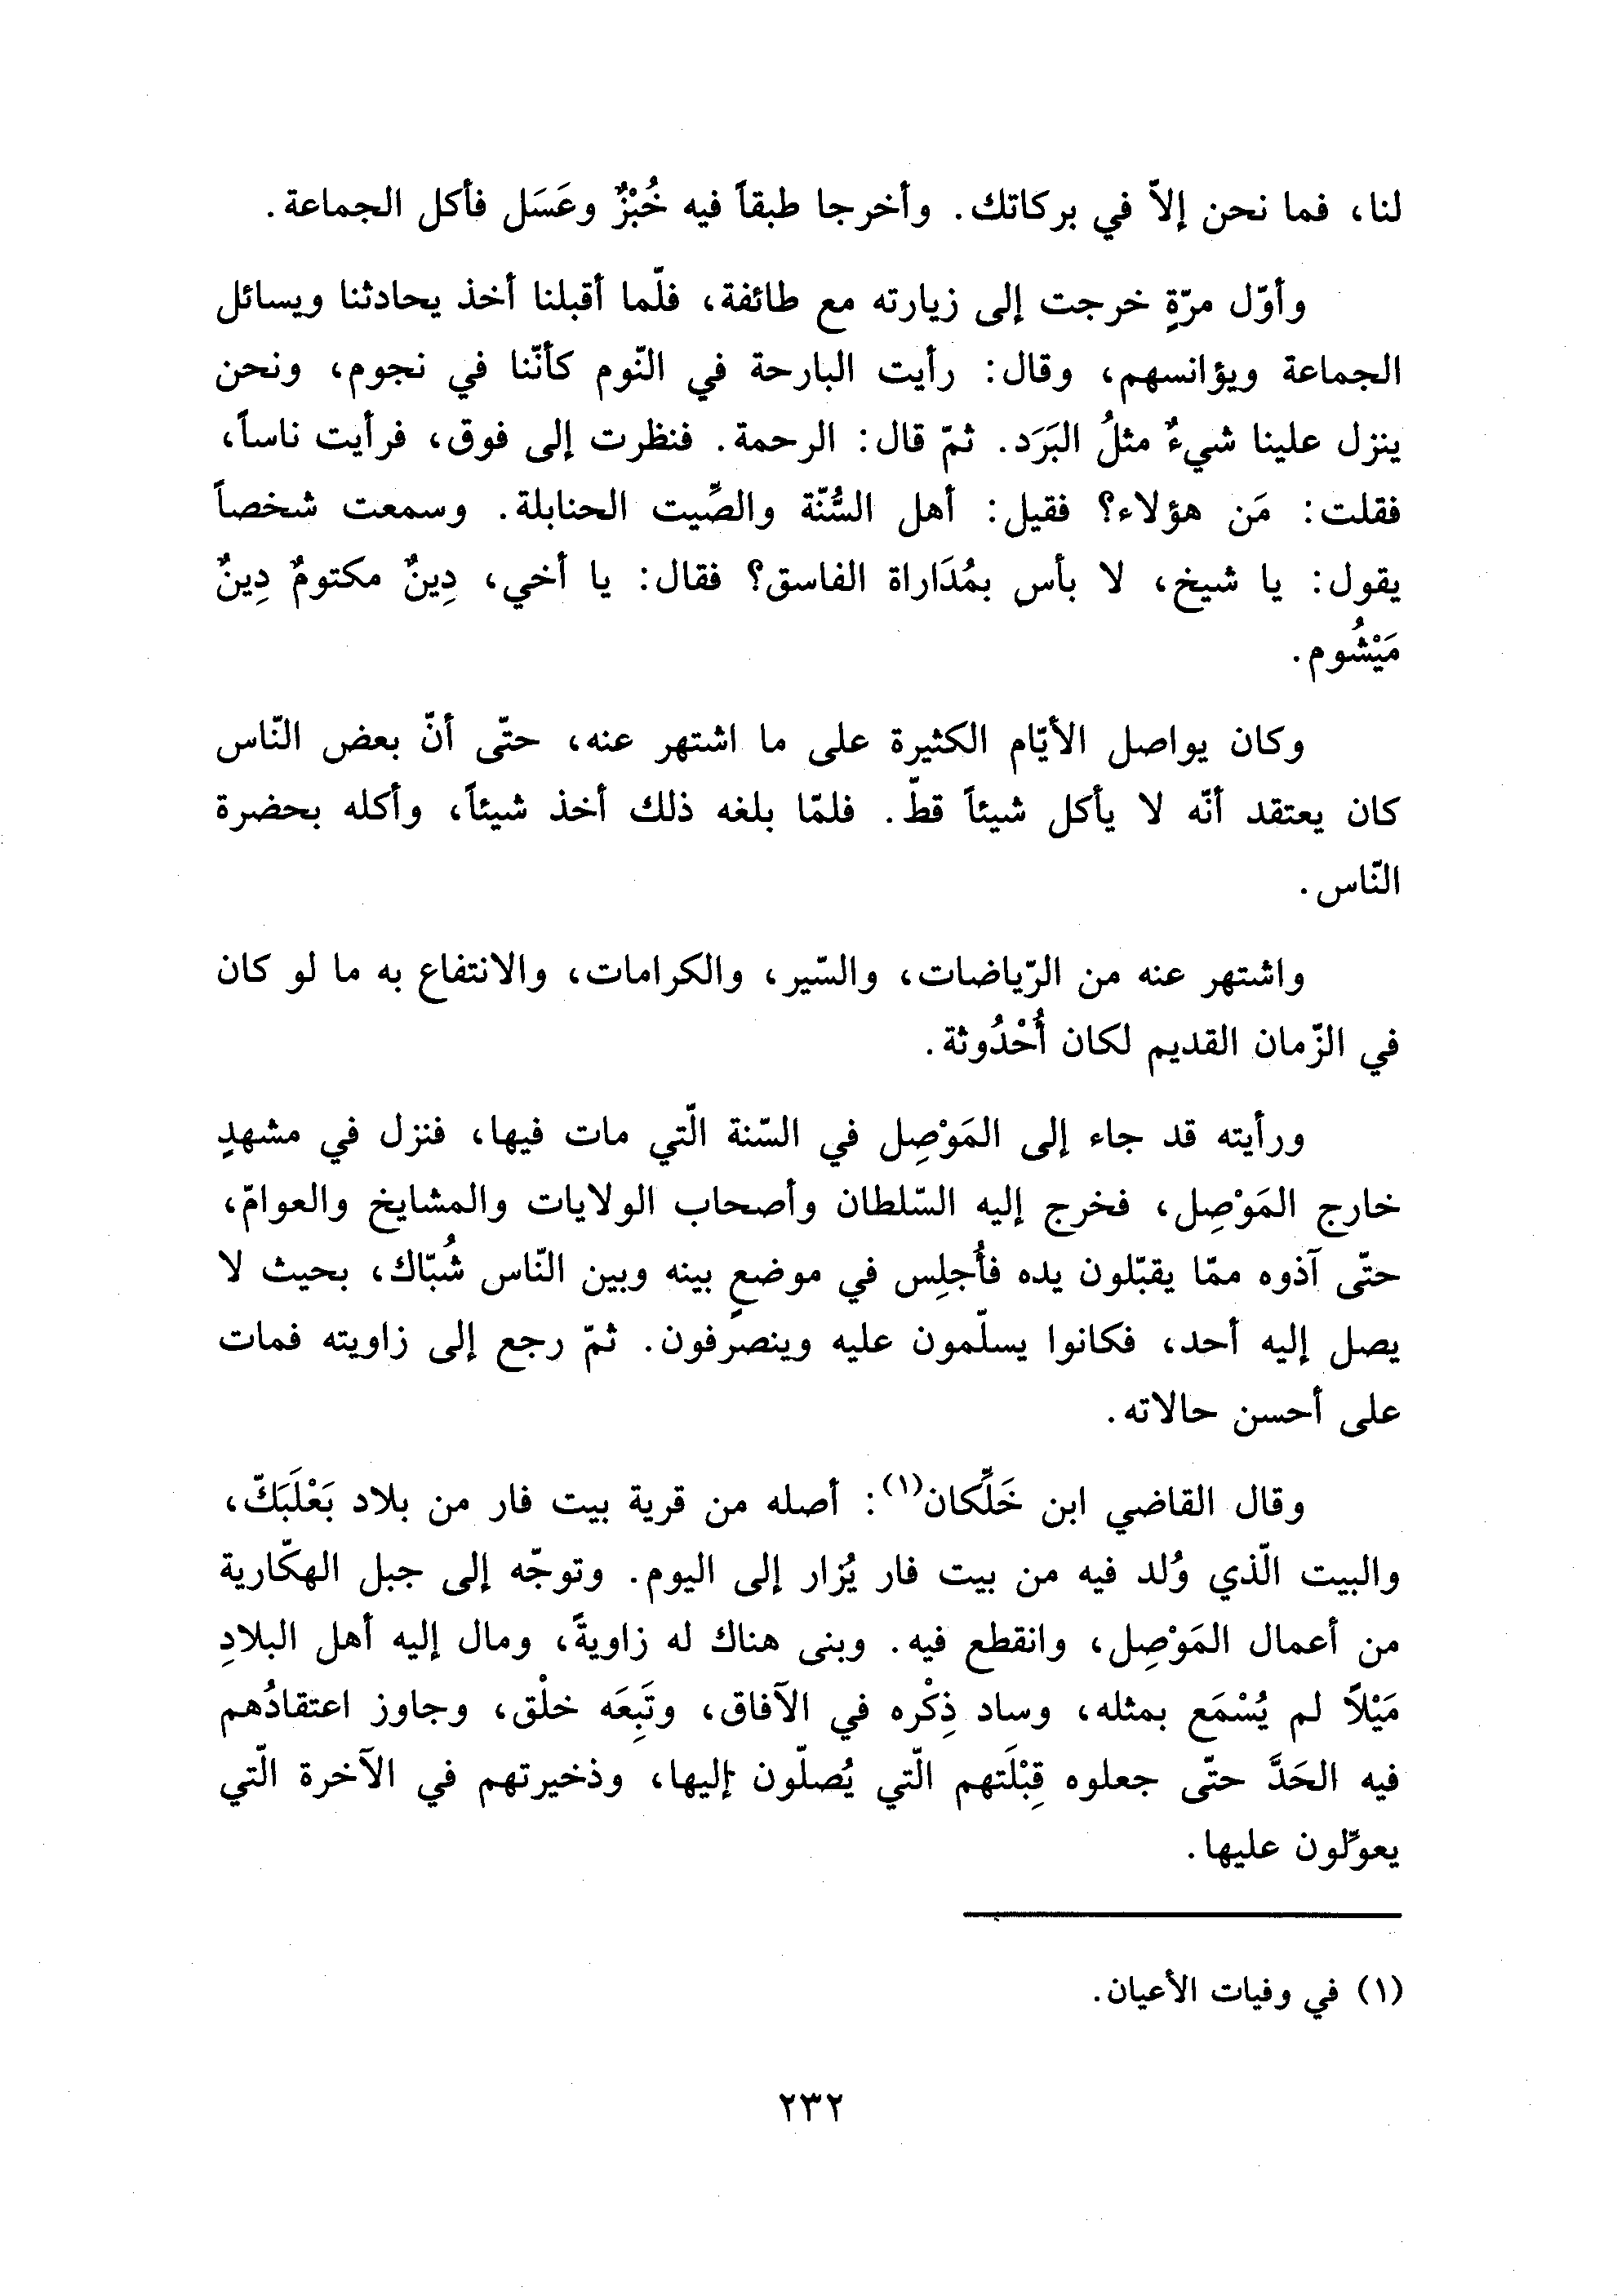 لنا، فما نحن إلاّ في بركاتك. وأخرجا طبقاً فيه خُبْزٌ وعَسَل فأكل الجماعة.
وأوّل مرّةٍ خرجت إلى زيارته مع طائفة، فلّما أقبلنا أخذ يحادثنا ويسائل
الجماعة ويؤانسهم، وقال: رأيت البارحة في النّوم كأنّنا في نجوم، ونحن
ينزل علينا شيءٌ مثلُ البَرَد. ثمّ قال: الرحمة. فنظرت إلى فوق، فرأيت ناساً،
فقلت: مَن هؤلاء؟ فقيل: أهل السُّنّة والصِّيت الحنابلة. وسمعت شخصاً
يقول: يا شيخ، لا بأس بمُدَاراة الفاسق؟ فقال: يا أخي، دِينٌ مكتومٌ دِينٌ
مَيْشُوم.
وكان يواصل الأيّام الكثيرة على ما اشتهر عنه، حتّى أنّ بعض النّاس
كان يعتقد أنّه لا يأكل شيئاً قطّ. فلمّا بلغه ذلك أخذ شيئاً، وأكله بحضرة
النّاس.
واشتهر عنه من الرّياضات، والسّير، والكرامات، والانتفاع به ما لو كان
في الزّمان القديم لكان أُحْدُوثة.
ورأيته قد جاء إلى المَوْصِل في السّنة الّتي مات فيها، فنزل في مشهدٍ
خارج المَوْصِل، فخرج إليه السّلطان وأصحاب الولايات والمشايخ والعوامّ،
حتّى آذوه ممّا يقبّلون يده فأُجلِس في موضعٍ بينه وبين النّاس شُبّاك، بحيث لا
يصل إليه أحد، فكانوا يسلّمون عليه وينصرفون. ثمّ رجع إلى زاويته فمات
على أحسن حالاته.
وقال القاضي ابن خَلِّكان(١): أصله من قرية بيت فار من بلاد بَعْلَبَكّ،
والبيت الّذي وُلد فيه من بيت فار يُزار إلى اليوم. وتوجّه إلى جبل الهكّارية
من أعمال المَوْصِل، وانقطع فيه. وبنى هناك له زاويةً، ومال إليه أهل البلادِ
مَيْلاً لم يُسْمَع بمثله، وساد ذِكْره في الآفاق، وتَبِعَه خلْق، وجاوز اعتقادُهم
فيه الحَدَّ حتّى جعلوه قِبْلَتهم الّتي يُصلّون إليها، وذخيرتهم في الآخرة الّتي
يعوّلون عليها.
(١) في وفيات الأعيان.
٢٣٢